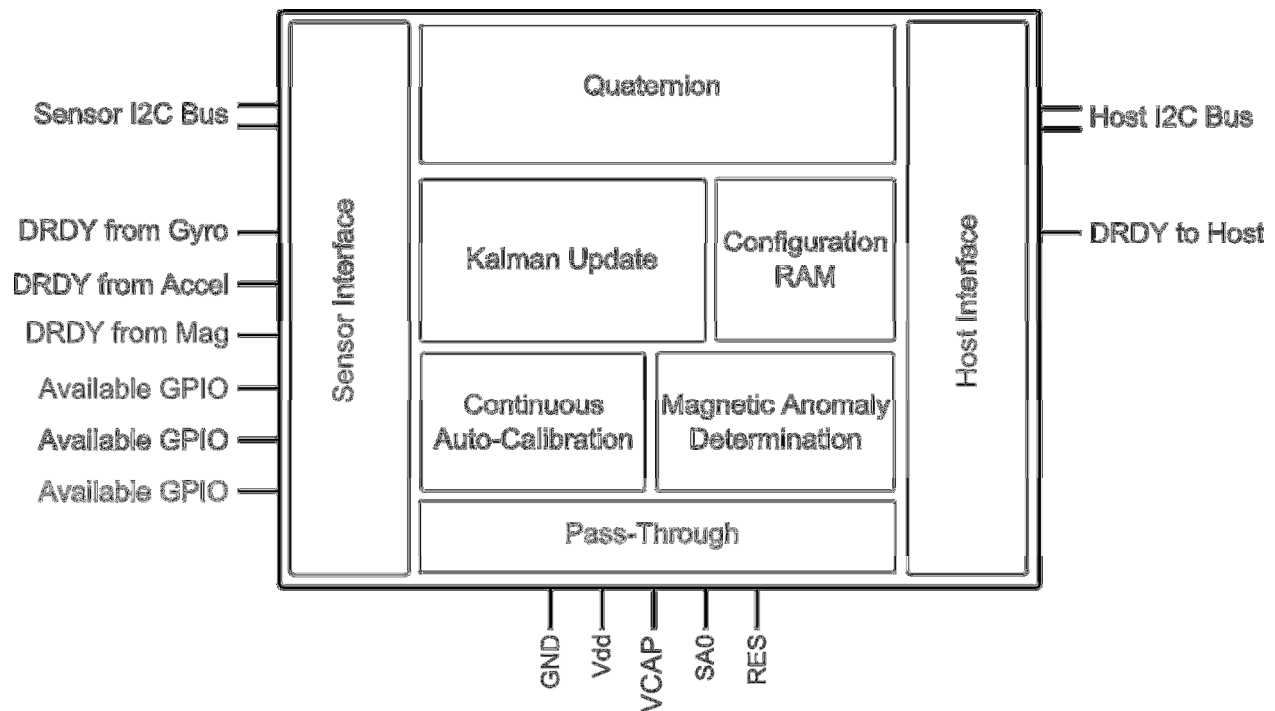 Quaternion
Sensor I2C Bus
Host I2C Bus
DRDY from Gyro
DRDY to Host
Kalman Update
Configuration
RAM
DRDY from Accel
Sensor Interface
Host Interface
DRDY from Mag
Available GPIO
Continuous
Auto-Calibration
Magnetic Anomaly
Determination
Available GPIO
Available GPIO
Pass-Through
GND
Vdd
VCAP
SA0
RES